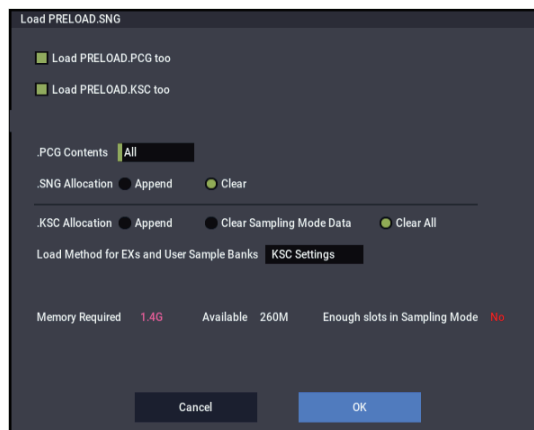 Load PRELOAD.SNG
Load PRELOAD.PCG too
Load PRELOAD.KSC too
.PCG Contents All
.SNG Allocation Append Clear
.KSC Allocation Append Clear Sampling Mode Data Clear All
Load Method for EXs and User Sample Banks KSC Settings
Memory Required 1.4G Available 260M Enough slots in Sampling Mode No
Cancel OK